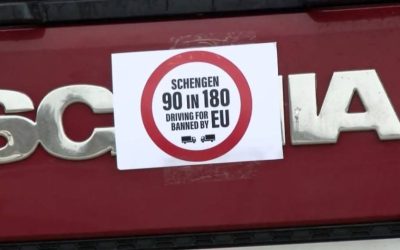 SC IA
SCHENGEN
90 IN 180
DRIVING FOR
BANNED BY EU